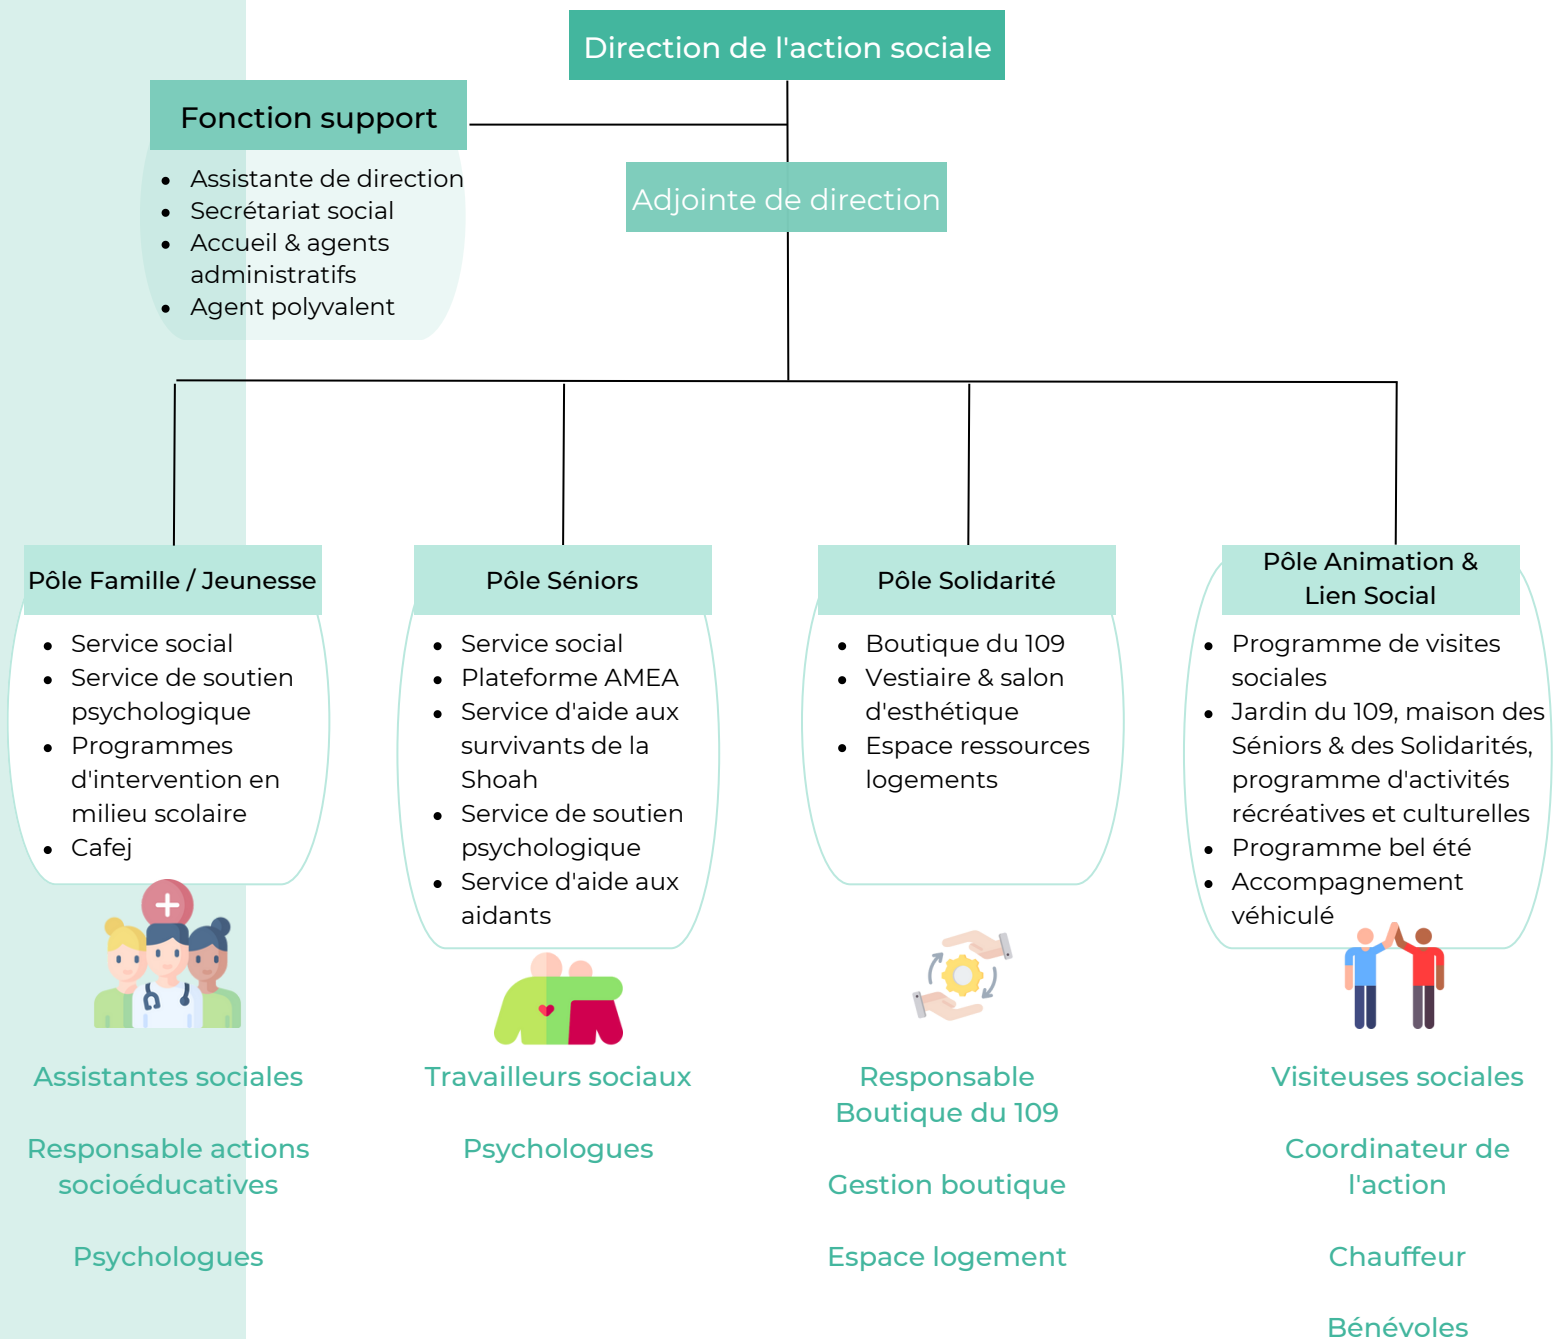 Direction de l'action sociale
Fonction support
• Assistante de direction
• Secrétariat social
• Accueil & agents
administratifs
• Agent polyvalent
Adjointe de direction
Pôle Famille / Jeunesse
• Service social
• Service de soutien
psychologique
• Programmes
d'intervention en
milieu scolaire
• Cafej
Assistantes sociales
Responsable actions
socioéducatives
Psychologues
Pôle Séniors
• Service social
• Plateforme AMEA
• Service d'aide aux
survivants de la
Shoah
• Service de soutien
psychologique
• Service d'aide aux
aidants
Travailleurs sociaux
Psychologues
Pôle Solidarité
• Boutique du 109
• Vestiaire & salon
d'esthétique
• Espace ressources
logements
Responsable
Boutique du 109
Gestion boutique
Espace logement
Pôle Animation &
Lien Social
• Programme de visites
sociales
• Jardin du 109, maison des
Séniors & des Solidarités,
programme d'activités
récréatives et culturelles
• Programme bel été
• Accompagnement
véhiculé
Visiteuses sociales
Coordinateur de
l'action
Chauffeur
Bénévoles